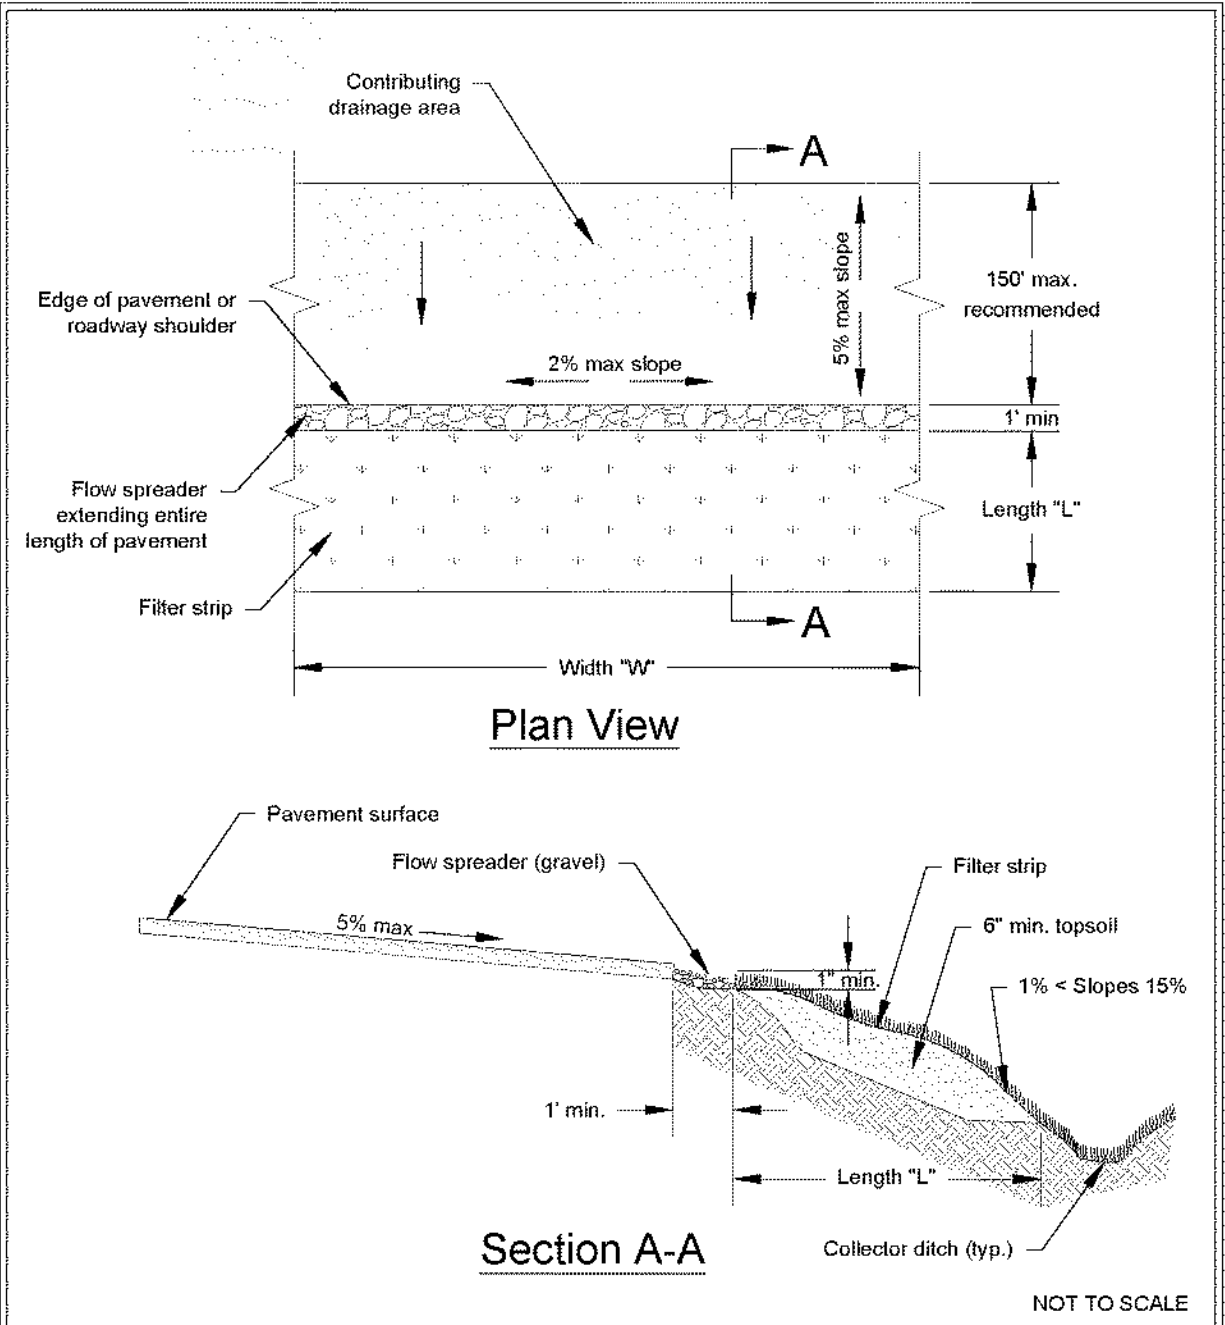 Contributing
drainage area
A
5% max slope
150' max.
recommended
Edge of pavement or
roadway shoulder
2% max slope
1' min
Flow spreader
extending entire
length of pavement
Length "L"
Filter strip
A
Width "W"
Plan View
Pavement surface
Flow spreader (gravel)
Filter strip
5% max
6" min. topsoil
1" min.
1% < Slopes 15%
1' min.
Length "L"
Section A-A
Collector ditch (typ.)
NOT TO SCALE